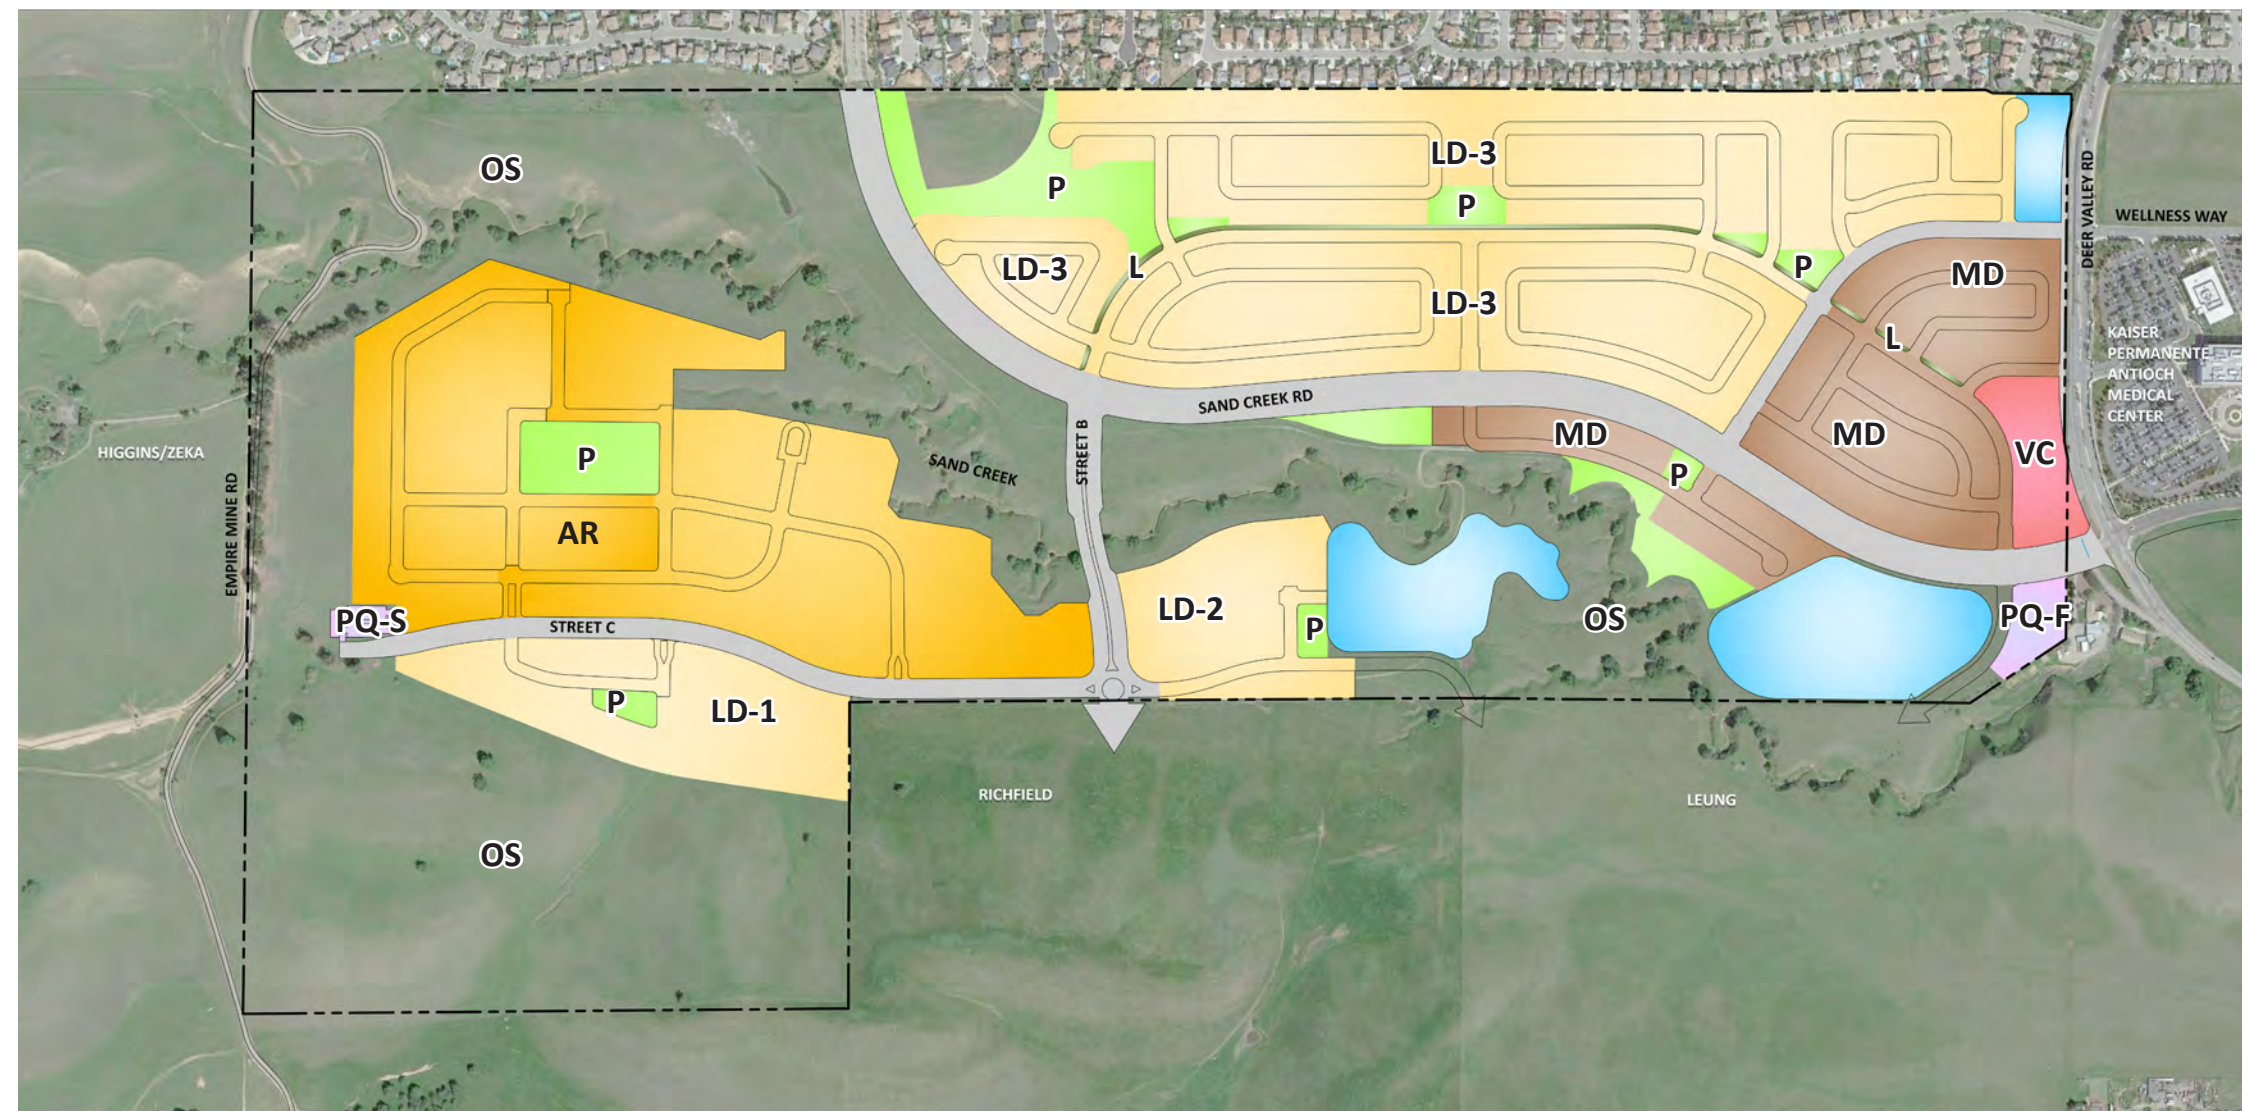 OS
LD-3
P
P
WELLNESS WAY
DEER VALLEY RD
LD-3
L
P
MD
LD-3
L
KAISER
PERMANENTE
ANTIOCH
MEDICAL
CENTER
SAND CREEK RD
MD
MD
VC
HIGGINS/ZEKA
P
SAND CREEK
STREET B
P
EMPIRE MINE RD
AR
LD-2
OS
PQ-F
PQ-S
STREET C
P
P
LD-1
RICHFIELD
LEUNG
OS